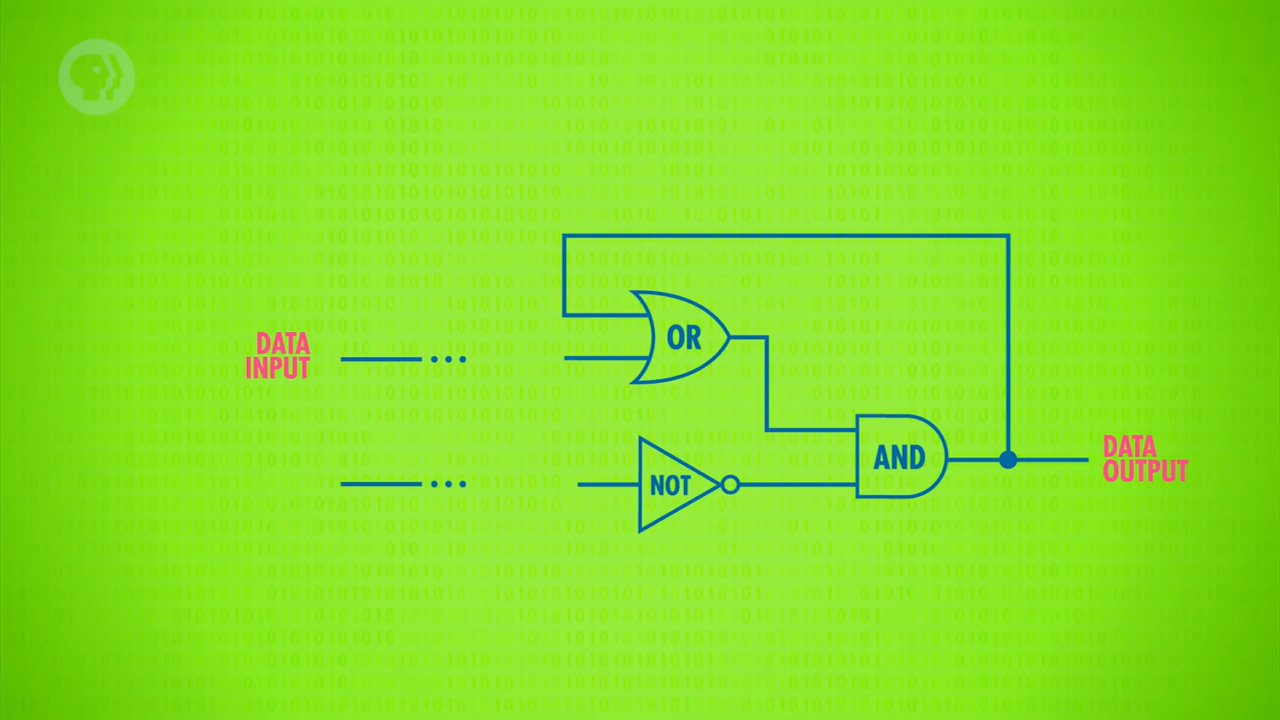 DATA
INPUT
OR
NOT
AND
DATA
OUTPUT